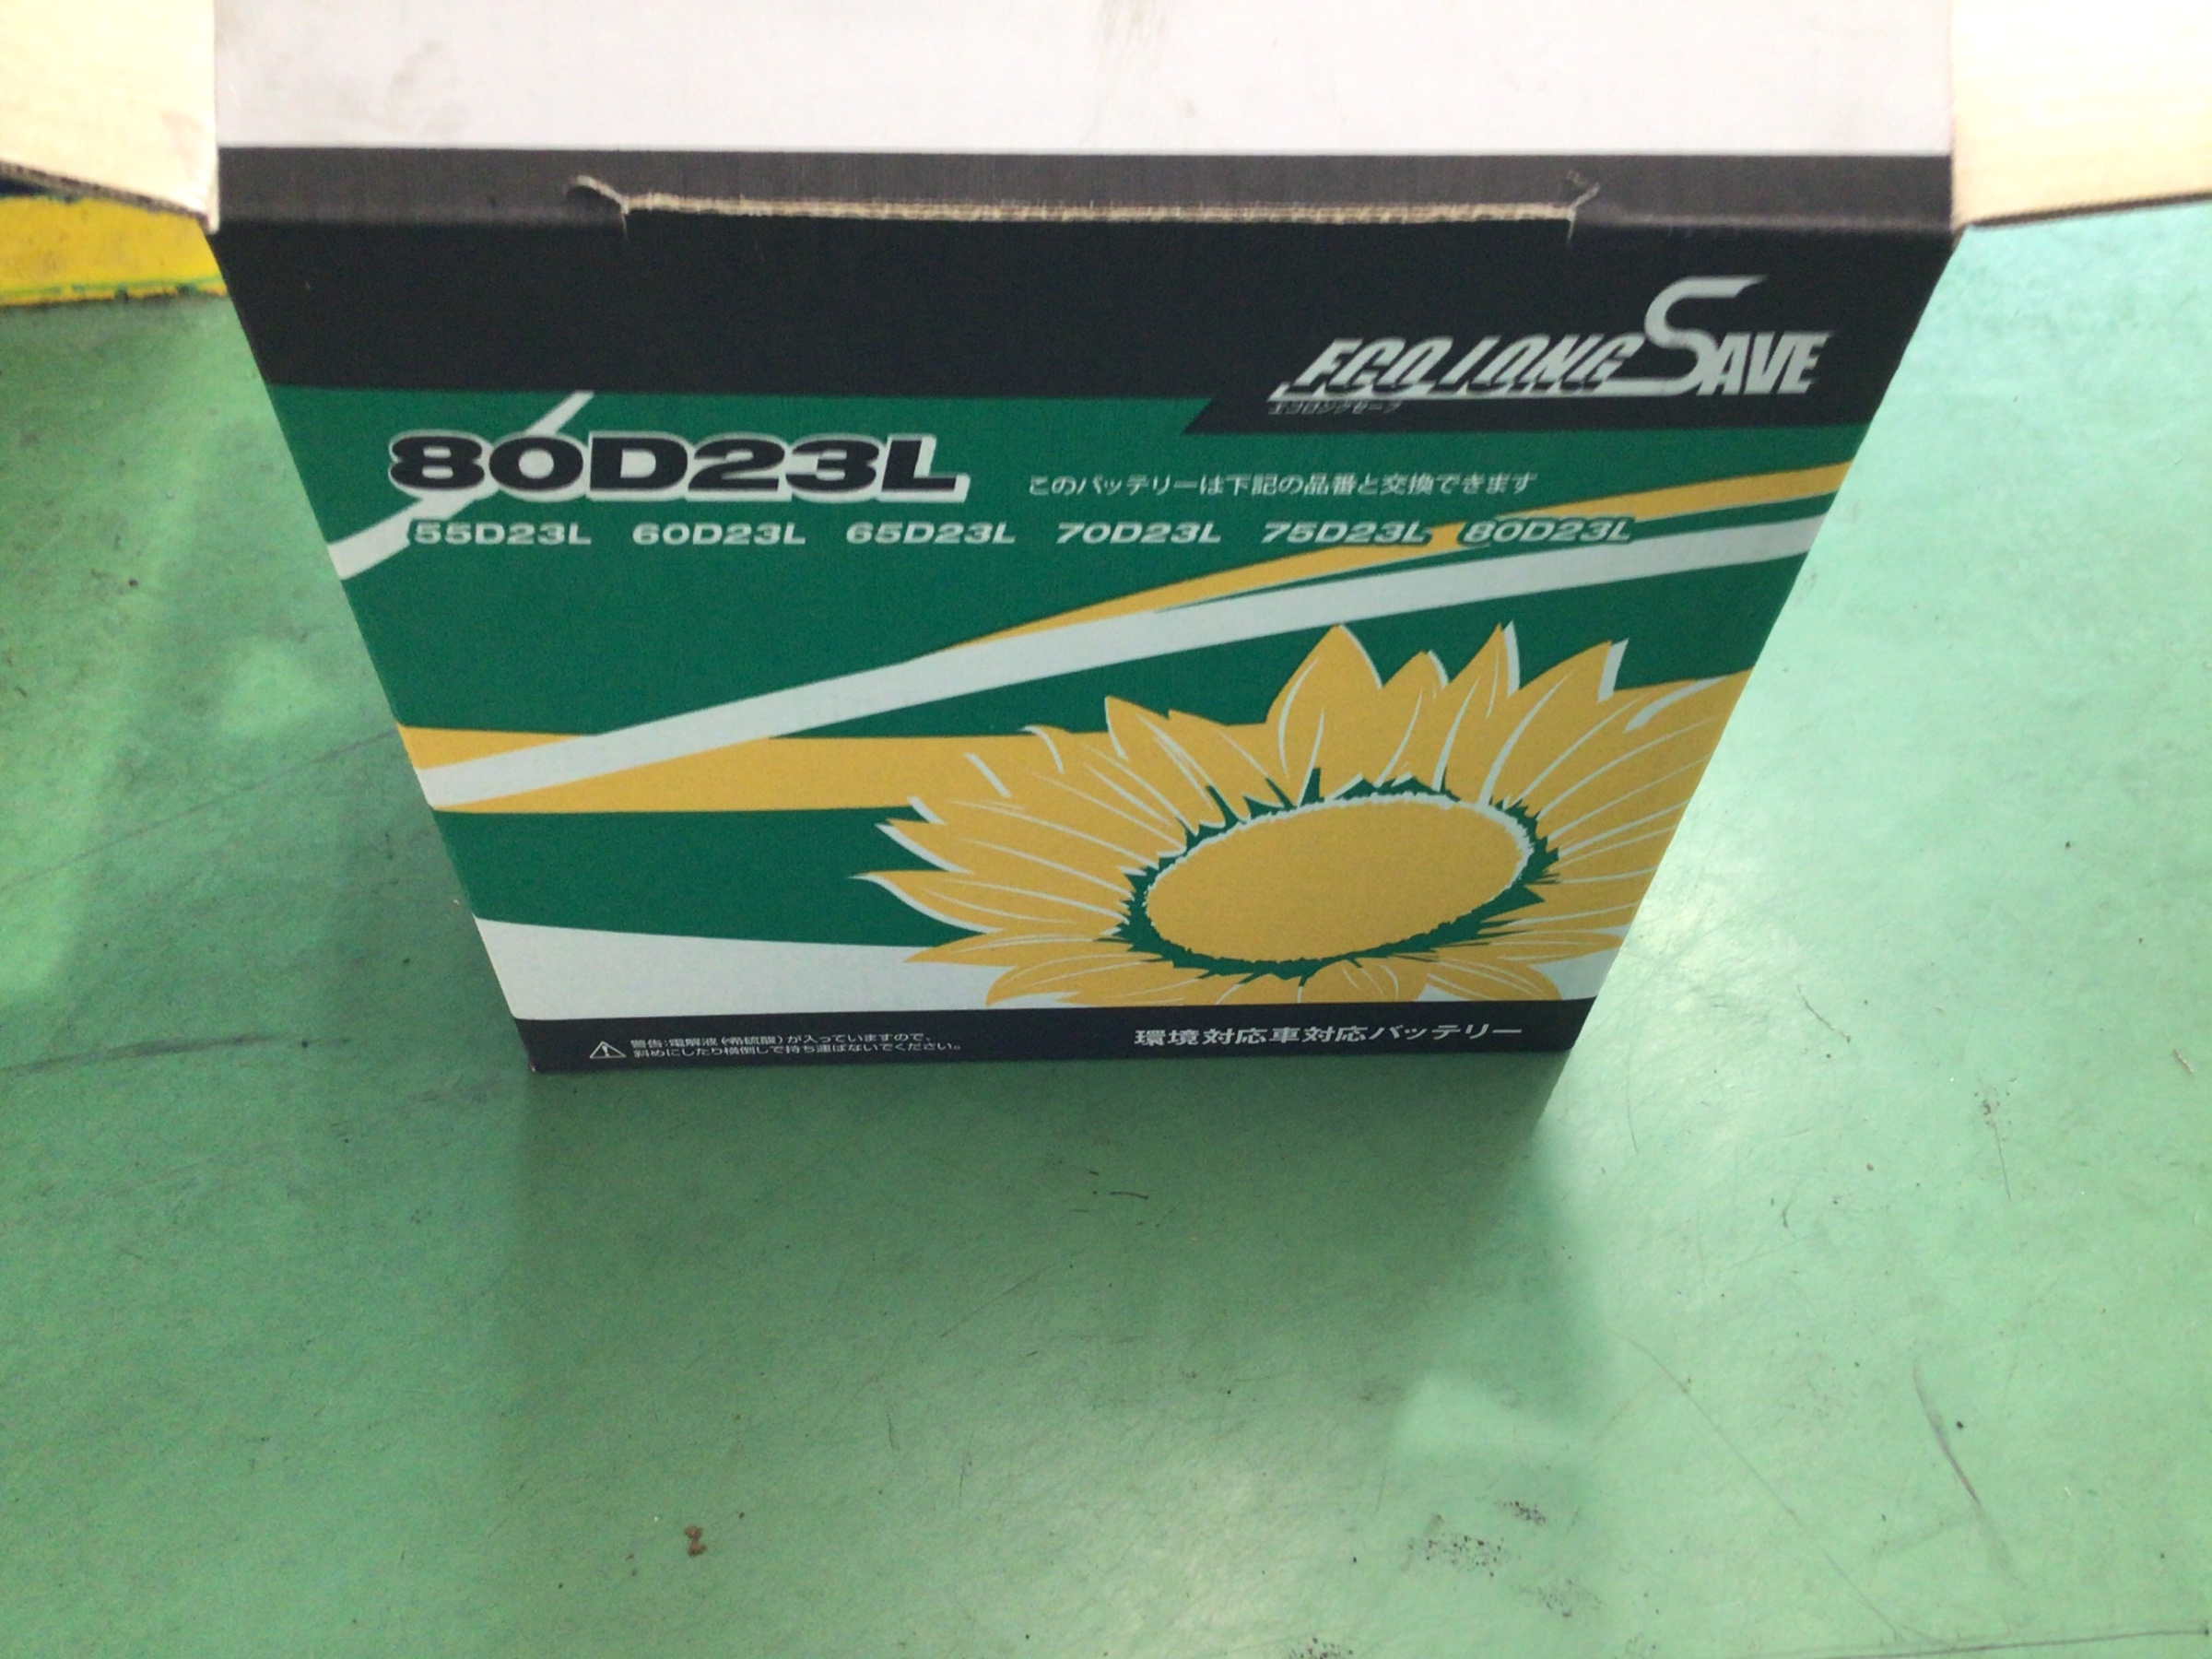 ECO LONG SAVE
エコロングセーブ
80D23L
このバッテリーは下記の品番と交換できます
55D23L 60D23L 65D23L 70D23L 75D23L 80D23L
警告:電解液(希硫酸)が入っていますので、
斜めにしたり横倒しで持ち運ばないでください。
環境対応車対応バッテリー